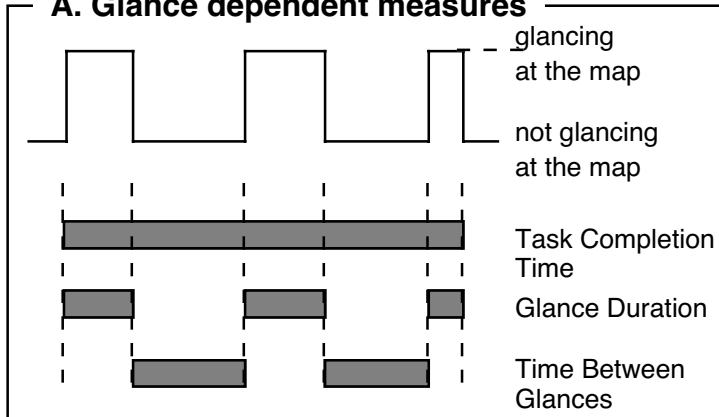 A. Glance dependent measures
glancing
at the map
not glancing
at the map
Task Completion
Time
Glance Duration
Time Between
Glances